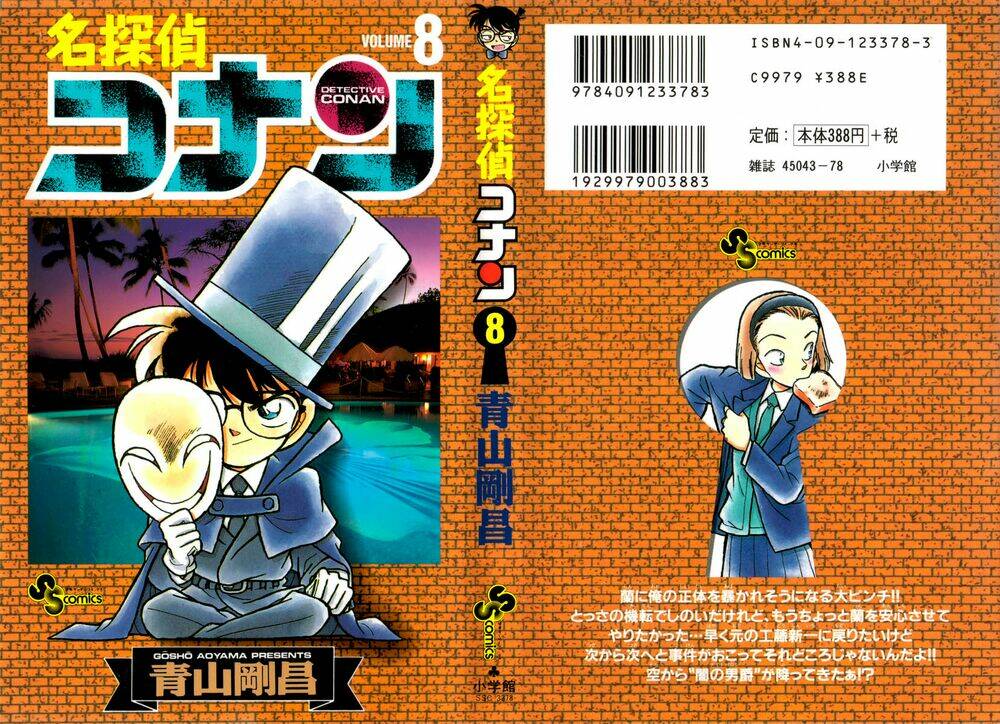 名探偵
VOLUME 8
コナン
DETECTIVE
CONAN
SS comics
GŌSHŌ AOYAMA PRESENTS
青山剛昌
名探偵コナン
8
青山剛昌
SS comics
小学館
ISBN4-09-123378-3
C9979 ¥388E
9784091233783
1929979003883
定価：本体388円+税
雑誌 45043-78 小学館
SS comics
蘭に俺の正体を暴かれそうになる大ピンチ!!
とっさの機転でしのいだけれど、もうちょっと蘭を安心させて
やりたかった…早く元の工藤新一に戻りたいけど
次から次へと事件がおこってそれどころじゃないんだよ!!
空から“闇の男爵”が降ってきたぁ!?